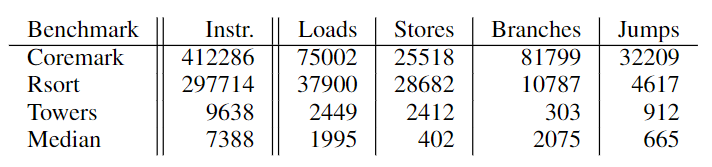 Benchmark Instr. Loads Stores Branches Jumps
Coremark 412286 75002 25518 81799 32209
Rsort 297714 37900 28682 10787 4617
Towers 9638 2449 2412 303 912
Median 7388 1995 402 2075 665